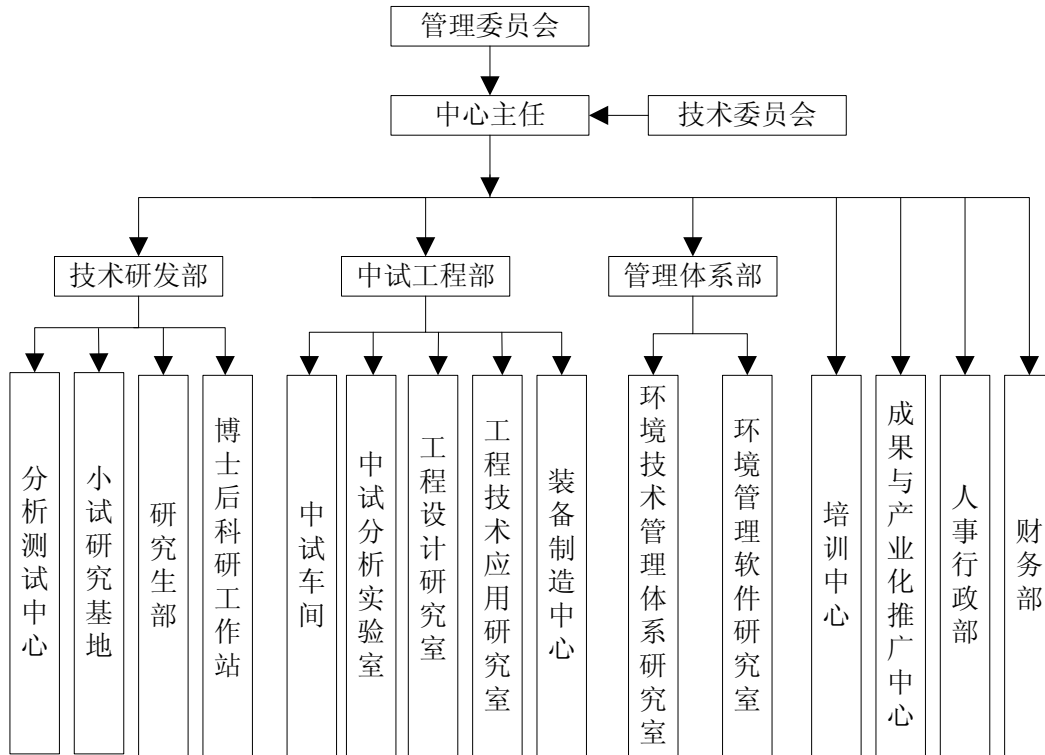 管理委员会
中心主任
技术委员会
技术研发部
中试工程部
管理体系部
分析测试中心
小试研究基地
研究生部
博士后科研工作站
中试车间
中试分析实验室
工程设计研究室
工程技术应用研究室
装备制造中心
环境技术管理体系研究室
环境管理软件研究室
培训中心
成果与产业化推广中心
人事行政部
财务部